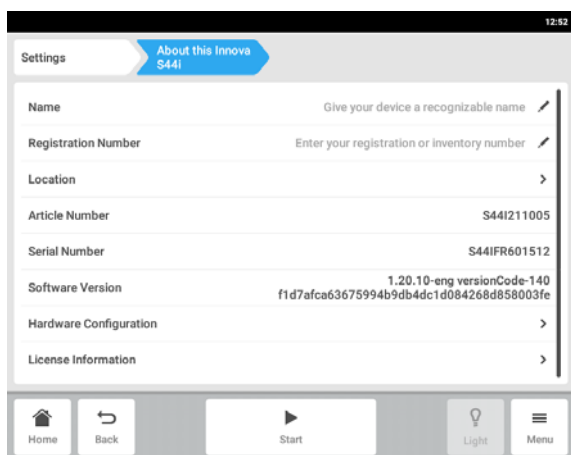 12:52
Settings
About this Innova
S44i
Name
Give your device a recognizable name
Registration Number
Enter your registration or inventory number
Location
Article Number
S44I211005
Serial Number
S44IFR601512
Software Version
1.20.10-eng versionCode-140
f1d7afca63675994b9db4dc1d084268d858003fe
Hardware Configuration
License Information
Home
Back
Start
Light
Menu